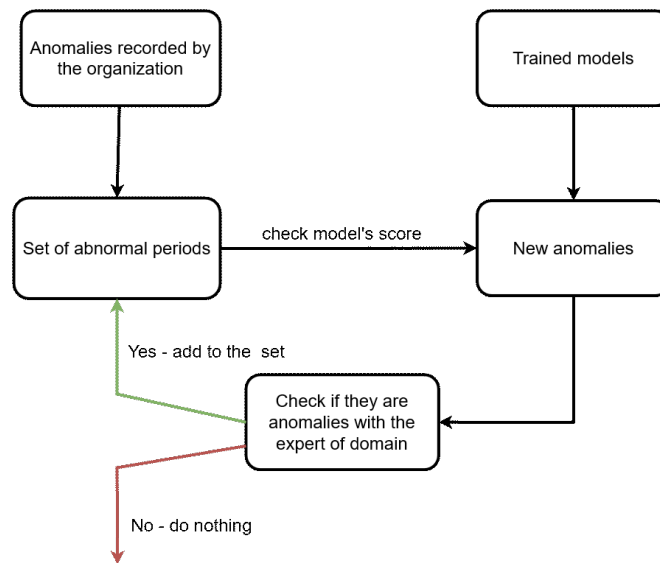 Anomalies recorded by
the organization
Trained models
Set of abnormal periods
check model's score
New anomalies
Yes - add to the set
Check if they are
anomalies with the
expert of domain
No - do nothing